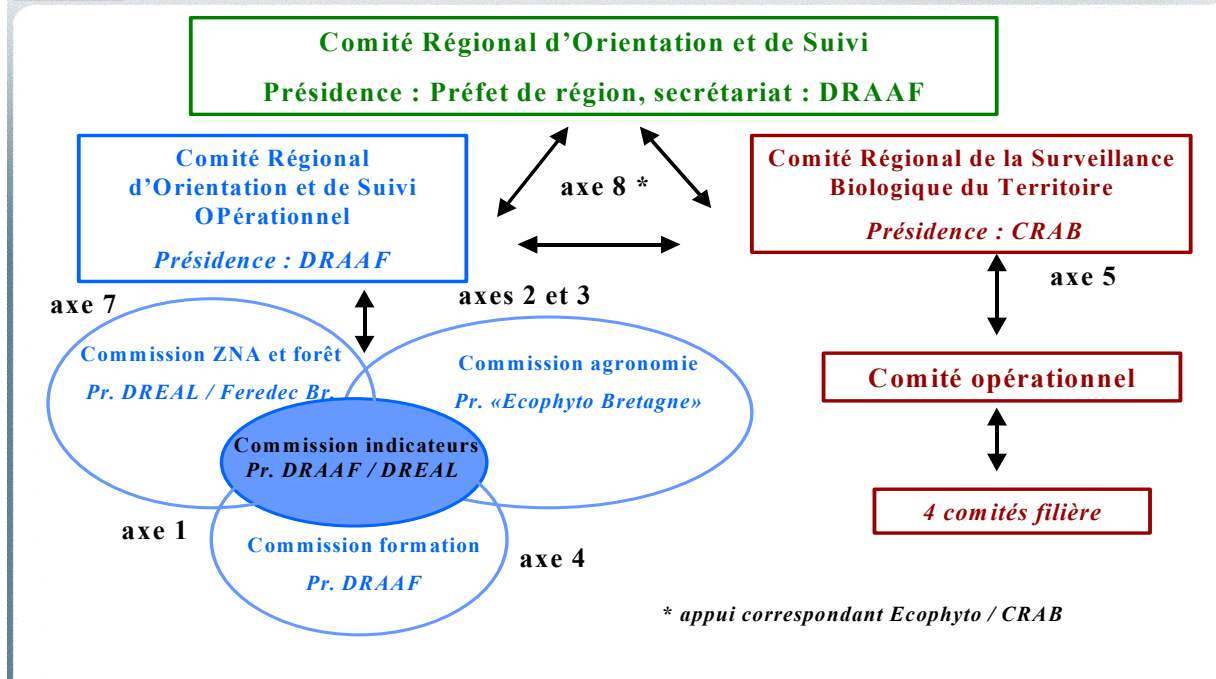 Comité Régional d'Orientation et de Suivi
Présidence : Préfet de région, secrétariat : DRAAF
Comité Régional
d'Orientation et de Suivi
OPérationnel
Présidence : DRAAF
axe 8 *
Comité Régional de la Surveillance
Biologique du Territoire
Présidence : CRAB
axe 7
axes 2 et 3
axe 5
Commission ZNA et forêt
Pr. DREAL / Feredec Br.
Commission agronomie
Pr. «Ecophyto Bretagne»
Comité opérationnel
Commission indicateurs
Pr. DRAAF / DREAL
4 comités filière
axe 1
Commission formation
Pr. DRAAF
axe 4
* appui correspondant Ecophyto / CRAB